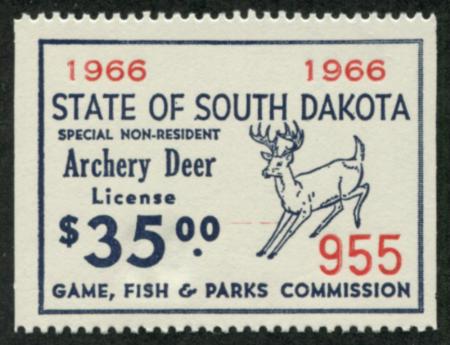 1966 1966
STATE OF SOUTH DAKOTA
SPECIAL NON-RESIDENT
Archery Deer
License
$35.00
955
GAME, FISH & PARKS COMMISSION